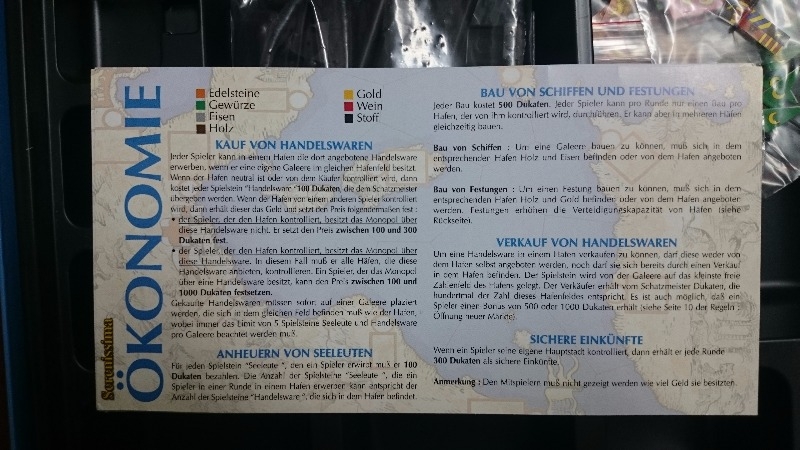 Serenissima
ÖKONOMIE
Edelsteine
Gewürze
Eisen
Holz
Gold
Wein
Stoff
KAUF VON HANDELSWAREN
Jeder Spieler kann in einem Hafen die dort angebotene Handelsware
erwerben, wenn er eine eigene Galeere im gleichen Hafenfeld besitzt.
Wenn der Hafen neutral ist oder von dem Käufer kontrolliert wird, dann
kostet jeder Spielstein "Handelsware "100 Dukaten, die dem Schatzmeister
übergeben werden. Wenn der Hafen von einem anderen Spieler kontrolliert
wird, dann erhält dieser das Geld und setzt den Preis folgendermaßen fest :
• der Spieler, der den Hafen kontrolliert, besitzt das Monopol über
diese Handelsware nicht. Er setzt den Preis zwischen 100 und 300
Dukaten fest.
• der Spieler, der den Hafen kontrolliert, besitzt das Monopol über
diese Handelsware. In diesem Fall muß er alle Häfen, die diese
Handelsware anbieten, kontrollieren. Ein Spieler, der das Monopol
über eine Handelsware besitzt, kann den Preis zwischen 100 und
1000 Dukaten festsetzen.
Gekaufte Handelswaren müssen sofort auf einer Galeere plaziert
werden, die sich in dem gleichen Feld befinden muß wie der Hafen,
wobei immer das Limit von 5 Spielsteine Seeleute und Handelsware
pro Galeere beachtet werden muß.
ANHEUERN VON SEELEUTEN
Für jeden Spielstein "Seeleute ", den ein Spieler erwirbt muß er 100
Dukaten bezahlen. Die Anzahl der Spielsteine "Seeleute ", die ein
Spieler in einer Runde in einem Hafen erwerben kann entspricht der
Anzahl der Spielsteine "Handelsware ", die sich in dem Hafen befindet.
BAU VON SCHIFFEN UND FESTUNGEN
Jeder Bau kostet 500 Dukaten. Jeder Spieler kann pro Runde nur einen Bau pro
Hafen, der von ihm kontrolliert wird, durchführen. Er kann aber in mehreren Häfen
gleichzeitig bauen.
Bau von Schiffen : Um eine Galeere bauen zu können, muß sich in dem
entsprechenden Hafen Holz und Eisen befinden oder von dem Hafen angeboten
werden.
Bau von Festungen : Um einen Festung bauen zu können, muß sich in dem
entsprechenden Hafen Holz und Gold befinden oder von dem Hafen angeboten
werden. Festungen erhöhen die Verteidigungskapazität von Häfen (siehe
Rückseite).
VERKAUF VON HANDELSWAREN
Um eine Handelsware in einem Hafen verkaufen zu können, darf diese weder von
dem Hafen selbst angeboten werden, noch darf sie sich bereits durch einen Verkauf
in dem Hafen befinden. Der Spielstein wird von der Galeere auf das kleinste freie
Zahlenfeld des Hafens gelegt. Der Verkäufer erhält vom Schatzmeister Dukaten, die
hundertmal der Zahl dieses Hafenfeldes entspricht. Es ist auch möglich, daß ein
Spieler einer Bonus von 500 oder 1000 Dukaten erhält (siehe Seite 10 der Regeln :
Öffnung neuer Märkte).
SICHERE EINKÜNFTE
Wenn ein Spieler seine eigene Hauptstadt kontrolliert, dann erhält er jede Runde
300 Dukaten als sichere Einkünfte.
Anmerkung : Den Mitspielern muß nicht gezeigt werden wie viel Geld sie besitzten.